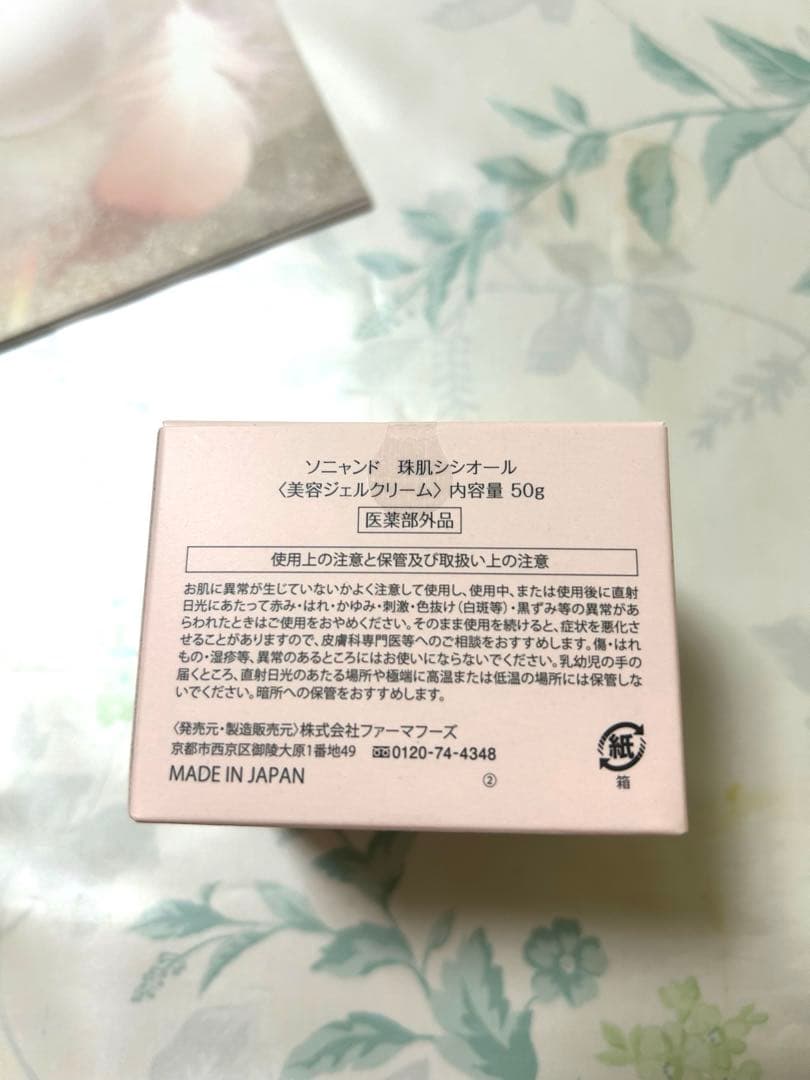 ソニャンド 珠肌シシオール
〈美容ジェルクリーム〉内容量 50g
医薬部外品
使用上の注意と保管及び取扱い上の注意
お肌に異常が生じていないかよく注意して使用し、使用中、または使用後に直射
日光にあたって赤み・はれ・かゆみ・刺激・色抜け(白斑等)・黒ずみ等の異常があ
らわれたときはご使用をおやめください。そのまま使用を続けると、症状を悪化さ
せることがありますので、皮膚科専門医等へのご相談をおすすめします。傷・はれ
もの・湿疹等、異常のあるところにはお使いにならないでください。乳幼児の手の
届くところ、直射日光のあたる場所や極端に高温または低温の場所には保管しな
いでください。暗所への保管をおすすめします。
〈発売元・製造販売元〉株式会社ファーマフーズ
京都市西京区御陵大原1番地49 0120-74-4348
MADE IN JAPAN ②
紙
箱